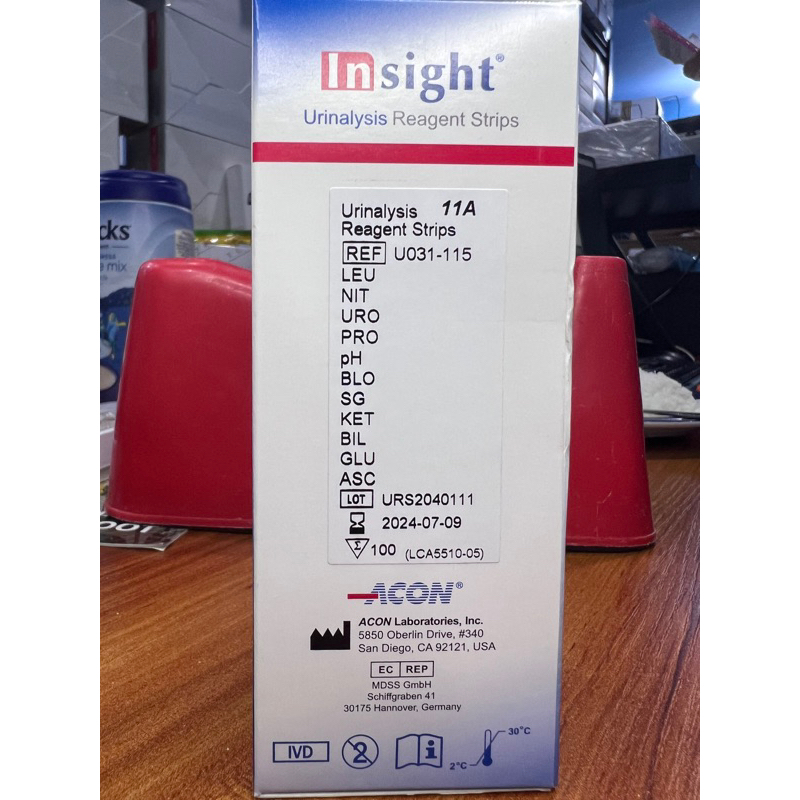 Insight®
Urinalysis Reagent Strips
Urinalysis 11A
Reagent Strips
REF U031-115
LEU
NIT
URO
PRO
pH
BLO
SG
KET
BIL
GLU
ASC
LOT URS2040111
2024-07-09
Σ 100 (LCA5510-05)
ACON®
ACON Laboratories, Inc.
5850 Oberlin Drive, #340
San Diego, CA 92121, USA
EC REP
MDSS GmbH
Schiffgraben 41
30175 Hannover, Germany
IVD
2
i
2°C
30°C
cks
mix